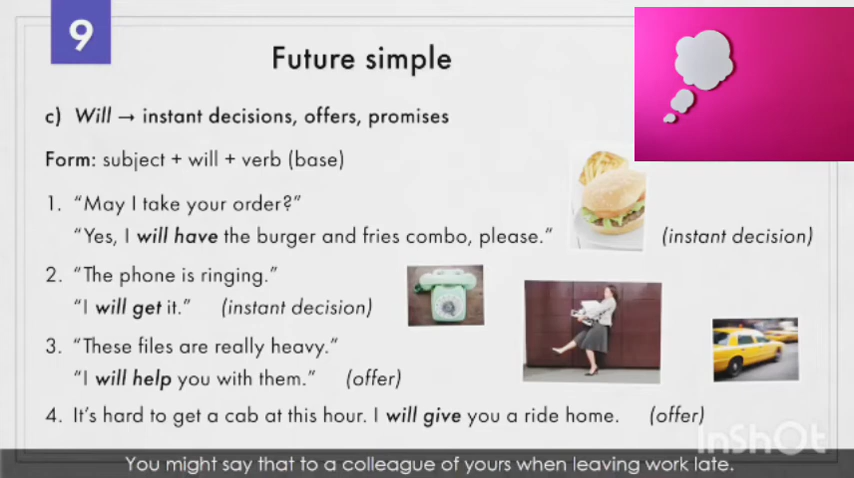 9
Future simple
c) Will → instant decisions, offers, promises
Form: subject + will + verb (base)
1. “May I take your order?”
“Yes, I will have the burger and fries combo, please.” (instant decision)
2. “The phone is ringing.”
“I will get it.” (instant decision)
3. “These files are really heavy.”
“I will help you with them.” (offer)
4. It’s hard to get a cab at this hour. I will give you a ride home. (offer)
InShOt
You might say that to a colleague of yours when leaving work late.